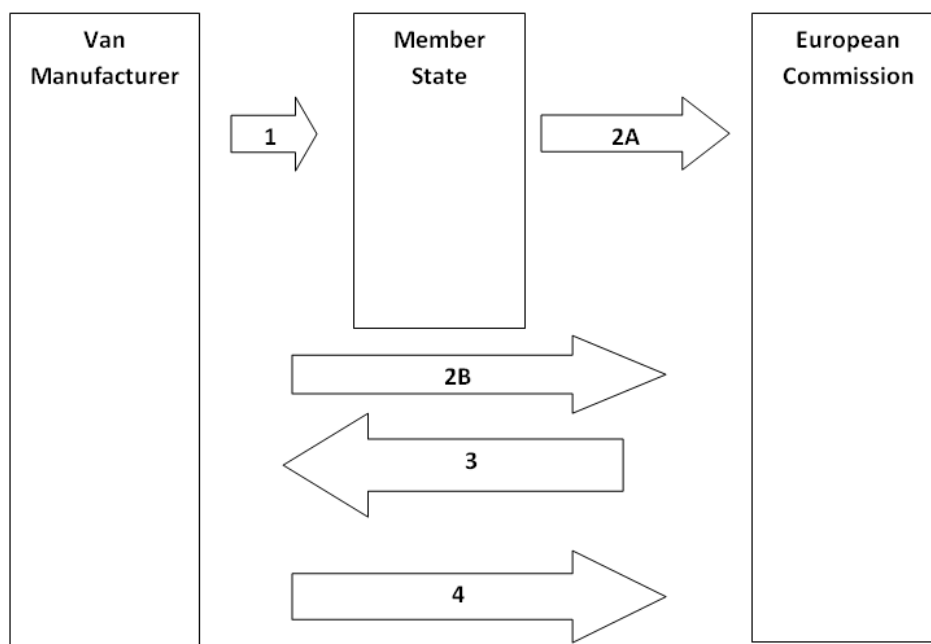 Van
Manufacturer
Member
State
European
Commission
1
2A
2B
3
4